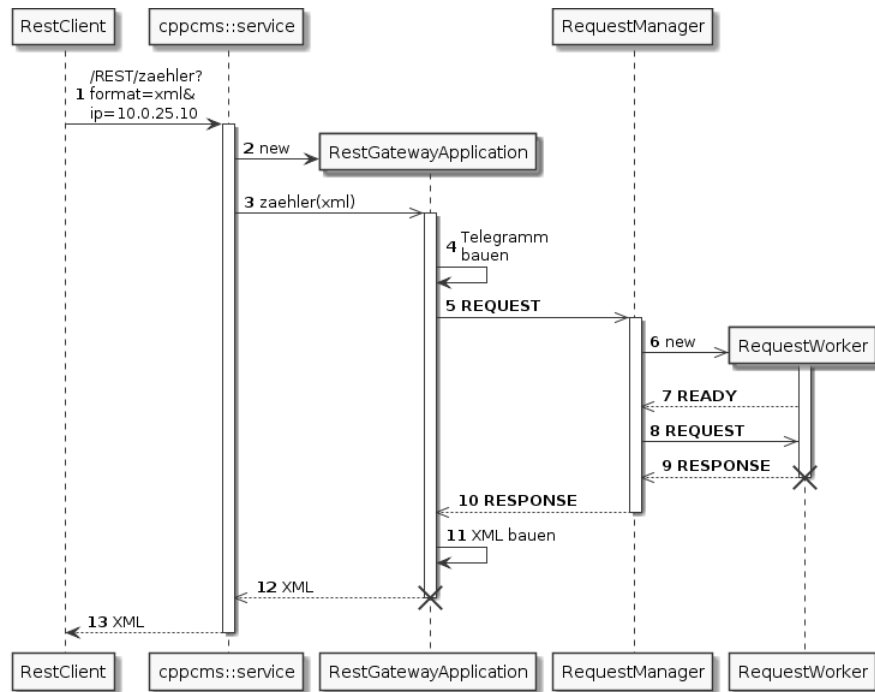 RestClient
cppcms::service
RequestManager
/REST/zaehler?
1 format=xml&
ip=10.0.25.10
2 new
RestGatewayApplication
3 zaehler(xml)
4 Telegramm
bauen
5 REQUEST
6 new
RequestWorker
7 READY
8 REQUEST
9 RESPONSE
10 RESPONSE
11 XML bauen
12 XML
13 XML
RestClient
cppcms::service
RestGatewayApplication
RequestManager
RequestWorker